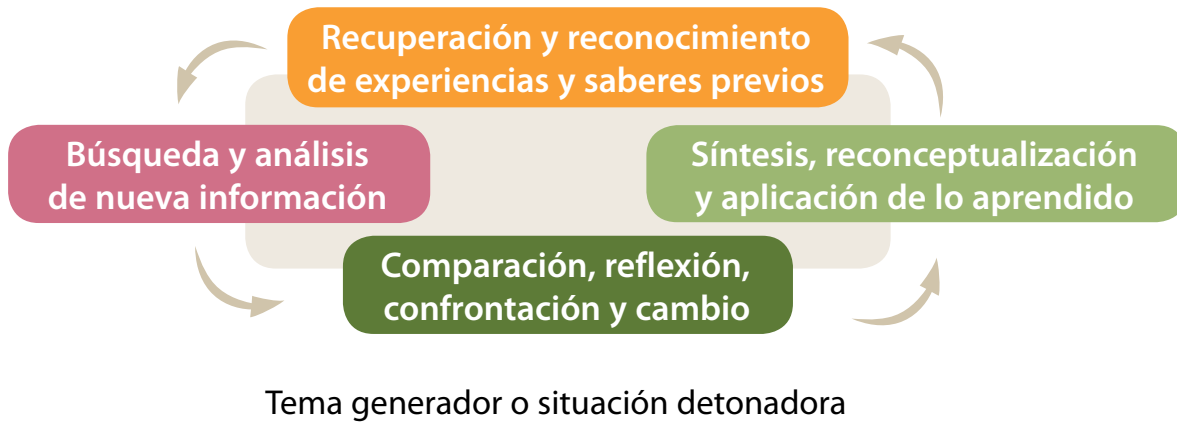 Recuperación y reconocimiento
de experiencias y saberes previos
Búsqueda y análisis
de nueva información
Síntesis, reconceptualización
y aplicación de lo aprendido
Comparación, reflexión,
confrontación y cambio
Tema generador o situación detonadora